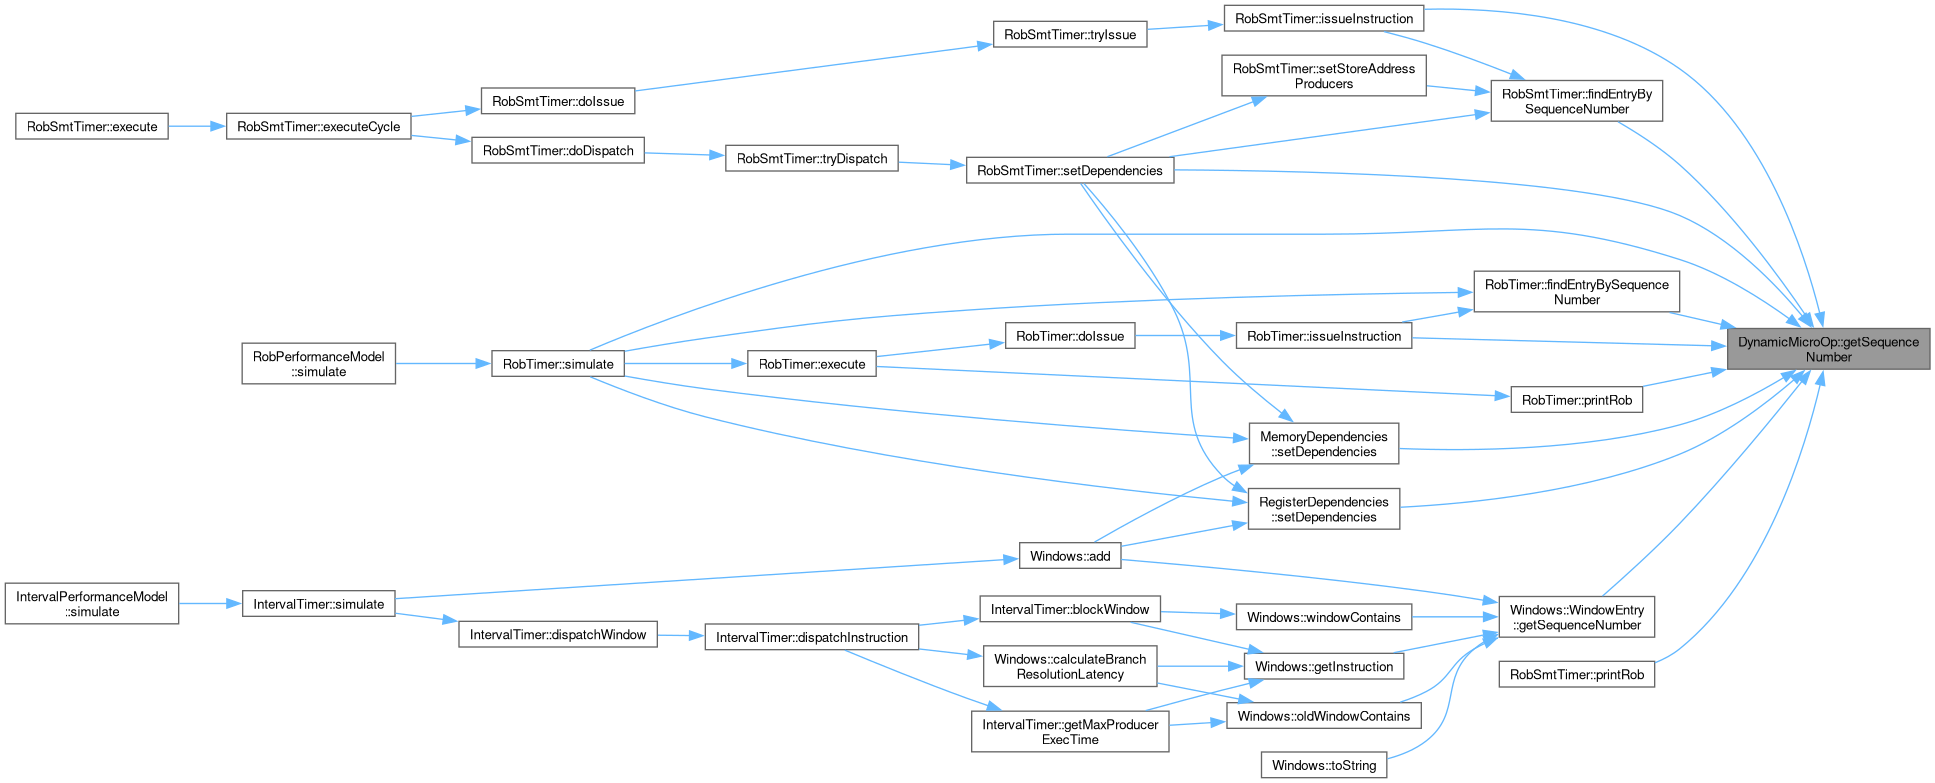 RobSmtTimer::issueInstruction
RobSmtTimer::tryIssue
RobSmtTimer::setStoreAddress
Producers
RobSmtTimer::findEntryBy
SequenceNumber
RobSmtTimer::doIssue
RobSmtTimer::execute
RobSmtTimer::executeCycle
RobSmtTimer::doDispatch
RobSmtTimer::tryDispatch
RobSmtTimer::setDependencies
RobTimer::findEntryBySequence
Number
RobTimer::doIssue
RobTimer::issueInstruction
DynamicMicroOp::getSequence
Number
RobPerformanceModel
::simulate
RobTimer::simulate
RobTimer::execute
RobTimer::printRob
MemoryDependencies
::setDependencies
RegisterDependencies
::setDependencies
Windows::add
IntervalPerformanceModel
::simulate
IntervalTimer::simulate
IntervalTimer::dispatchWindow
IntervalTimer::dispatchInstruction
IntervalTimer::blockWindow
Windows::windowContains
Windows::WindowEntry
::getSequenceNumber
Windows::calculateBranch
ResolutionLatency
Windows::getInstruction
RobSmtTimer::printRob
IntervalTimer::getMaxProducer
ExecTime
Windows::oldWindowContains
Windows::toString